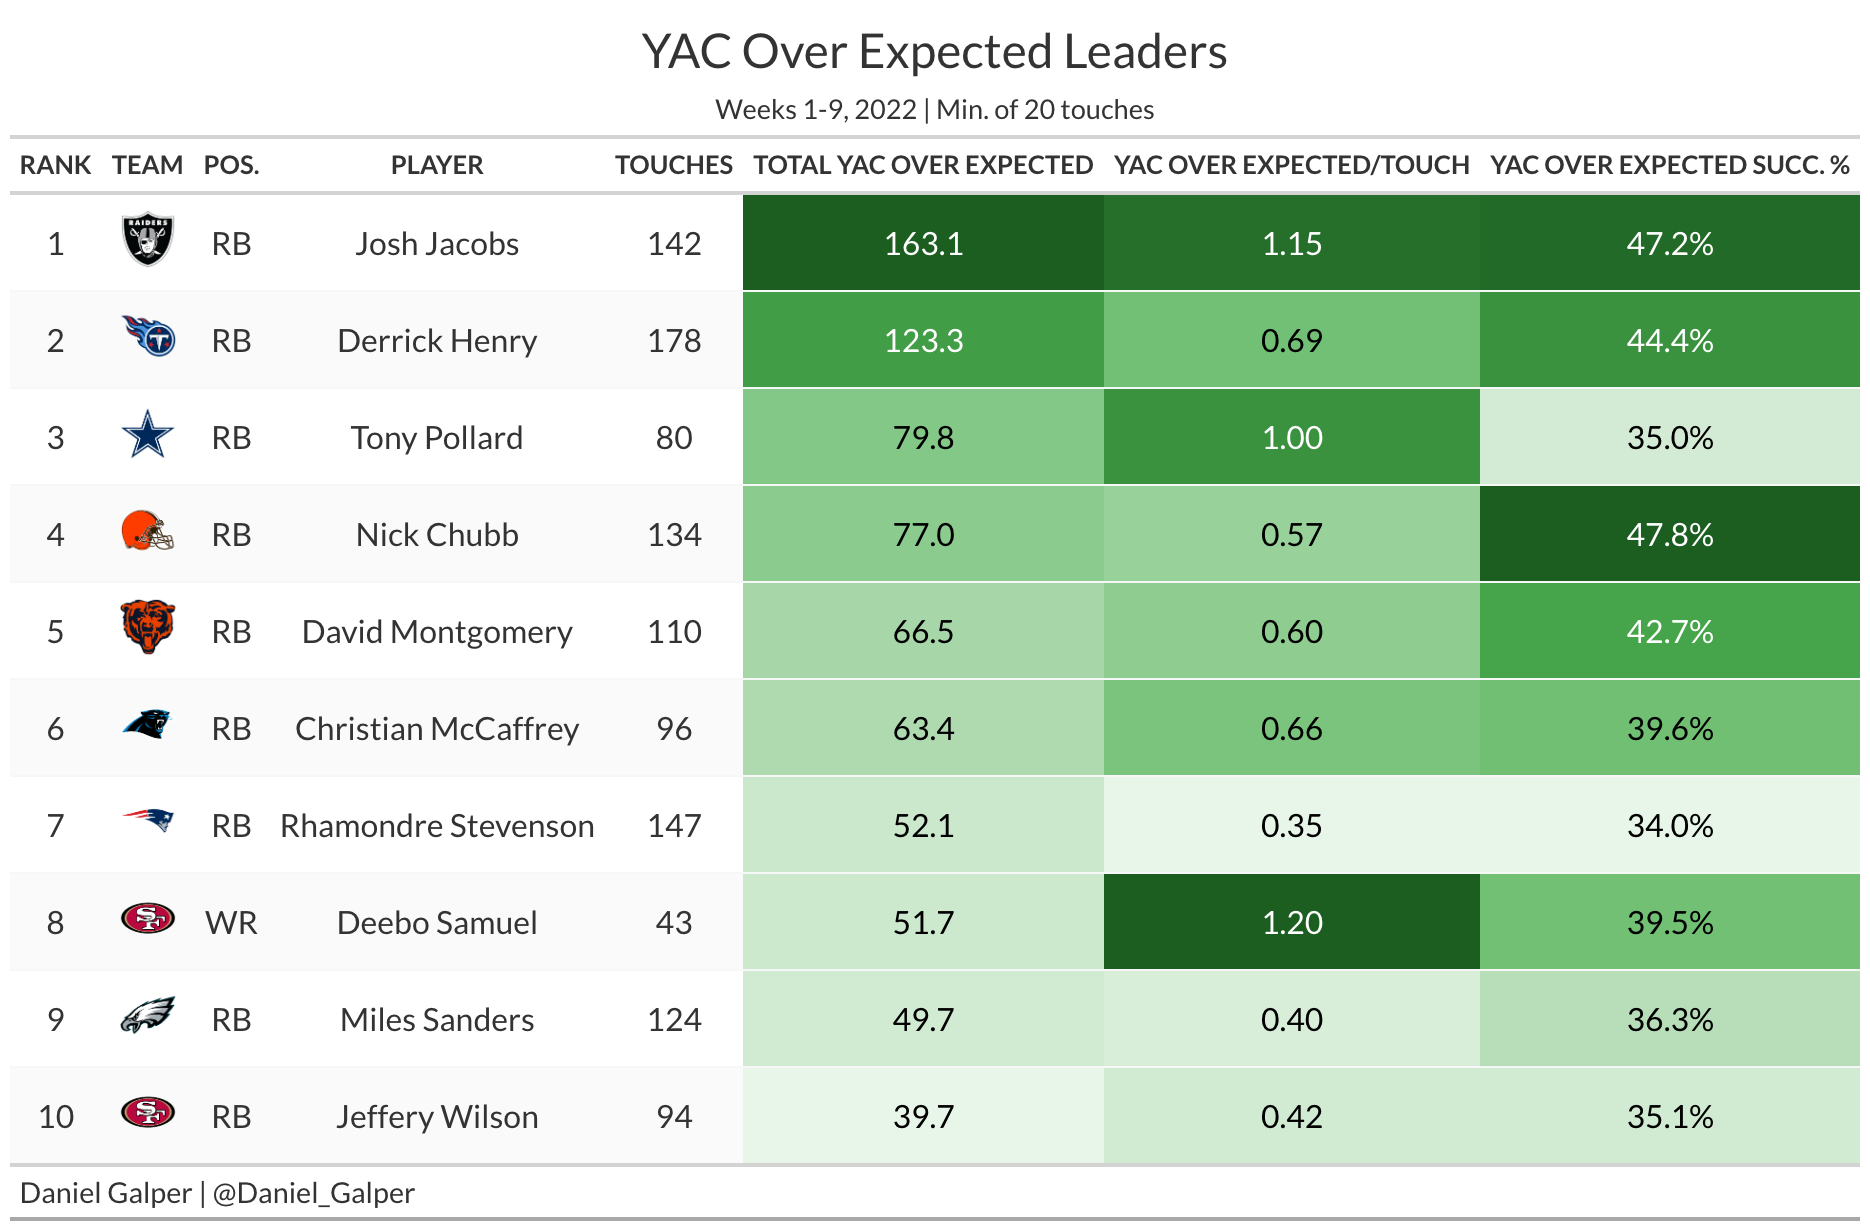 YAC Over Expected Leaders
Weeks 1-9, 2022 | Min. of 20 touches
RANK TEAM POS. PLAYER TOUCHES TOTAL YAC OVER EXPECTED YAC OVER EXPECTED/TOUCH YAC OVER EXPECTED SUCC. %
1 RAIDERS RB Josh Jacobs 142 163.1 1.15 47.2%
2 T RB Derrick Henry 178 123.3 0.69 44.4%
3 RB Tony Pollard 80 79.8 1.00 35.0%
4 RB Nick Chubb 134 77.0 0.57 47.8%
5 RB David Montgomery 110 66.5 0.60 42.7%
6 RB Christian McCaffrey 96 63.4 0.66 39.6%
7 RB Rhamondre Stevenson 147 52.1 0.35 34.0%
8 SF WR Deebo Samuel 43 51.7 1.20 39.5%
9 RB Miles Sanders 124 49.7 0.40 36.3%
10 SF RB Jeffery Wilson 94 39.7 0.42 35.1%
Daniel Galper | @Daniel_Galper